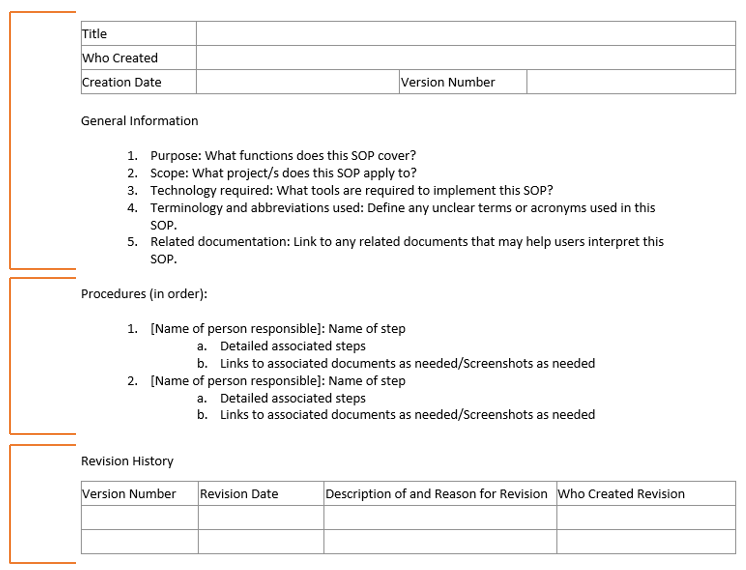 Title
Who Created
Creation Date Version Number
General Information
1. Purpose: What functions does this SOP cover?
2. Scope: What project/s does this SOP apply to?
3. Technology required: What tools are required to implement this SOP?
4. Terminology and abbreviations used: Define any unclear terms or acronyms used in this
SOP.
5. Related documentation: Link to any related documents that may help users interpret this
SOP.
Procedures (in order):
1. [Name of person responsible]: Name of step
a. Detailed associated steps
b. Links to associated documents as needed/Screenshots as needed
2. [Name of person responsible]: Name of step
a. Detailed associated steps
b. Links to associated documents as needed/Screenshots as needed
Revision History
Version Number Revision Date Description of and Reason for Revision Who Created Revision